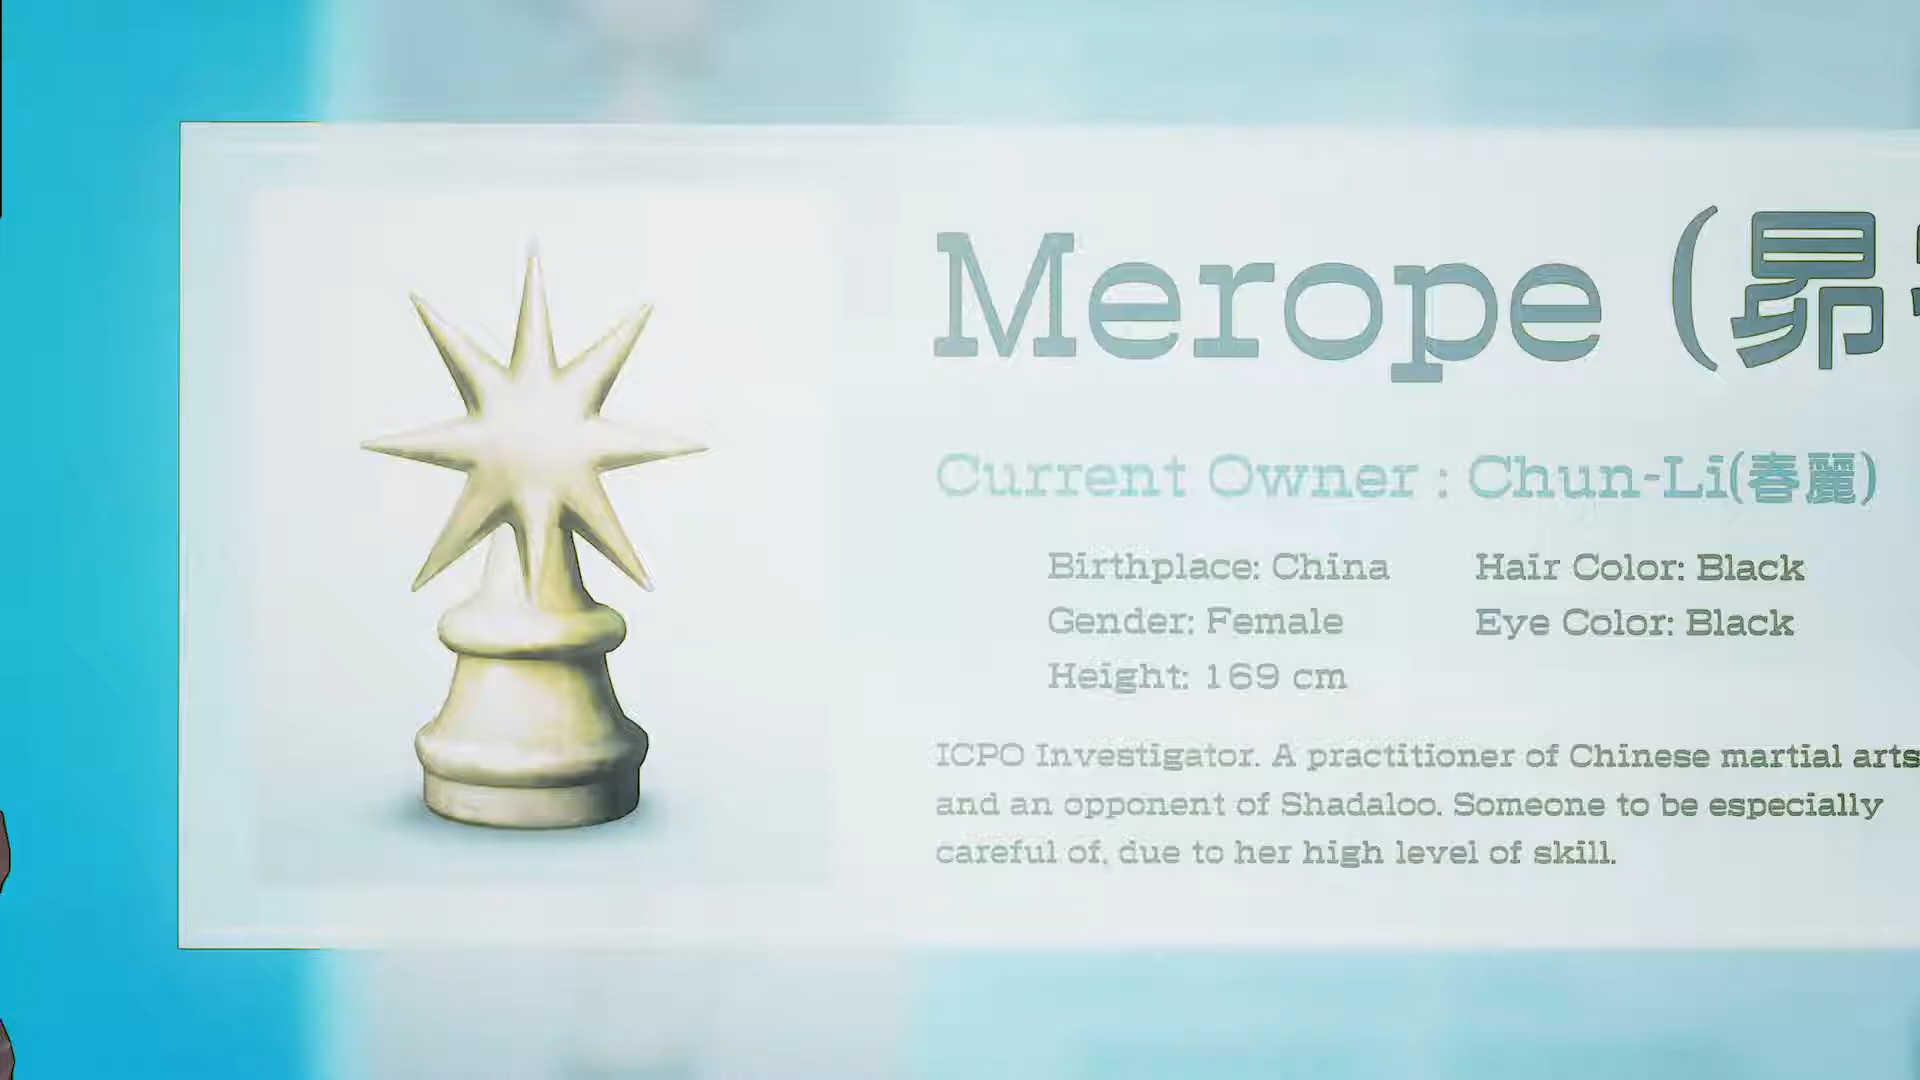 Merope (昴
Current Owner : Chun-Li(春麗)
Birthplace: China
Hair Color: Black
Gender: Female
Eye Color: Black
Height: 169 cm
ICPO Investigator. A practitioner of Chinese martial arts
and an opponent of Shadaloo. Someone to be especially
careful of, due to her high level of skill.